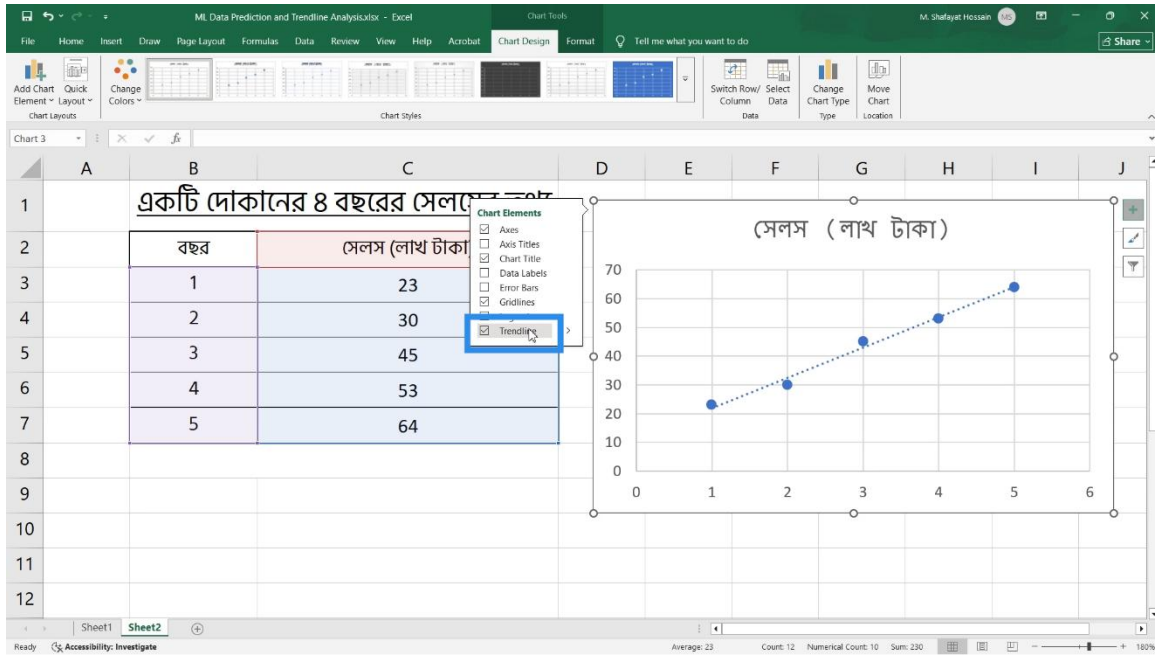 ML Data Prediction and Trendline Analysis.xlsx - Excel
Chart Tools
M. Shafayat Hossain MS
File Home Insert Draw Page Layout Formulas Data Review View Help Acrobat Chart Design Format Tell me what you want to do Share
Add Chart Element Quick Layout Change Colors Switch Row/ Column Select Data Change Chart Type Move Chart
Chart Layouts Chart Styles Data Type Location
Chart 3 fx
A B C D E F G H I J
1 একটি দোকানের ৪ বছরের
2 বছর সেলস (লাখ টাকা)
3 1 23
4 2 30
5 3 45
6 4 53
7 5 64
8
9
10
11
12
Chart Elements
Axes
Axis Titles
Chart Title
Data Labels
Error Bars
Gridlines
Trendline
সেলস (লাখ টাকা)
70
60
50
40
30
20
10
0
0 1 2 3 4 5 6
Sheet1 Sheet2
Ready Accessibility: Investigate Average: 23 Count: 12 Numerical Count: 10 Sum: 230 180%